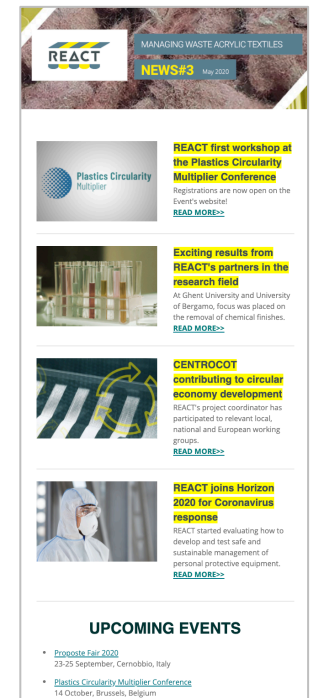 REACT
MANAGING WASTE ACRYLIC TEXTILES
NEWS#3 May 2020
Plastics Circularity
Multiplier
REACT first workshop at
the Plastics Circularity
Multiplier Conference
Registrations are now open on the
Event's website!
READ MORE>>
Exciting results from
REACT's partners in the
research field
At Ghent University and University
of Bergamo, focus was placed on
the removal of chemical finishes.
READ MORE>>
CENTROCOT
contributing to circular
economy development
REACT's project coordinator has
participated to relevant local,
national and European working
groups.
READ MORE>>
REACT joins Horizon
2020 for Coronavirus
response
REACT started evaluating how to
develop and test safe and
sustainable management of
personal protective equipment.
READ MORE>>
UPCOMING EVENTS
• Proposte Fair 2020
23-25 September, Cernobbio, Italy
• Plastics Circularity Multiplier Conference
14 October, Brussels, Belgium